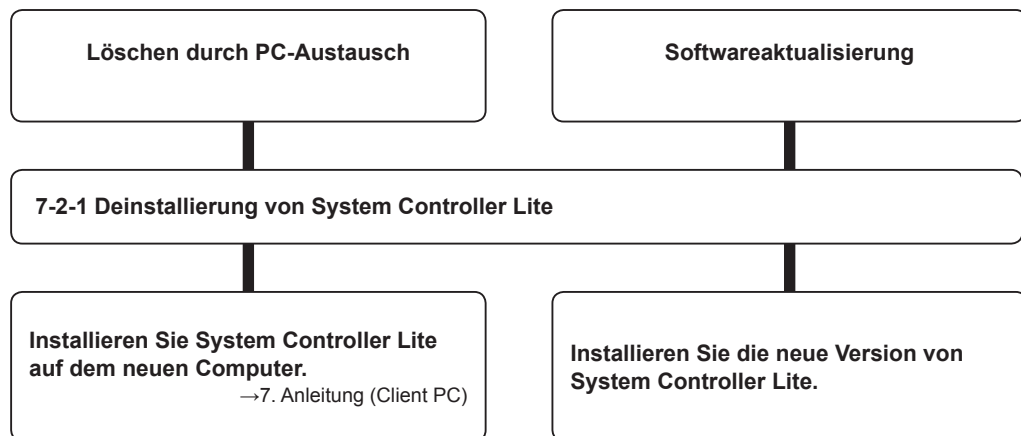 Löschen durch PC-Austausch
Softwareaktualisierung
7-2-1 Deinstallierung von System Controller Lite
Installieren Sie System Controller Lite
auf dem neuen Computer.
→7. Anleitung (Client PC)
Installieren Sie die neue Version von
System Controller Lite.